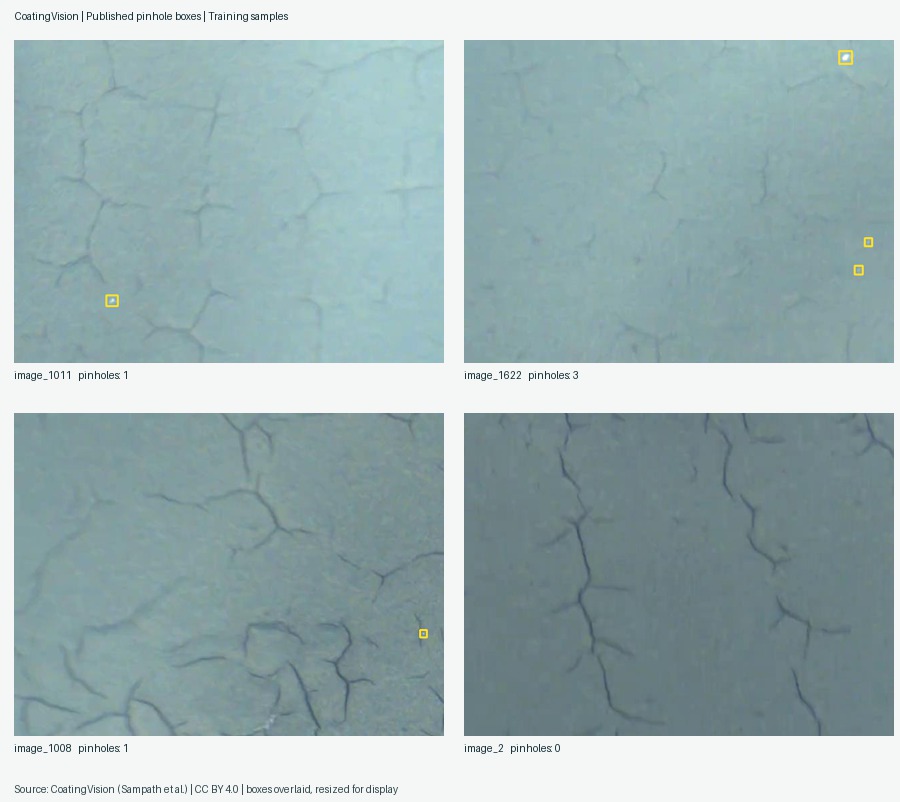 CoatingVision | Published pinhole boxes | Training samples
image_1011 pinholes: 1
image_1622 pinholes: 3
image_1008 pinholes: 1
image_2 pinholes: 0
Source: CoatingVision (Sampath et al.) | CC BY 4.0 | boxes overlaid, resized for display